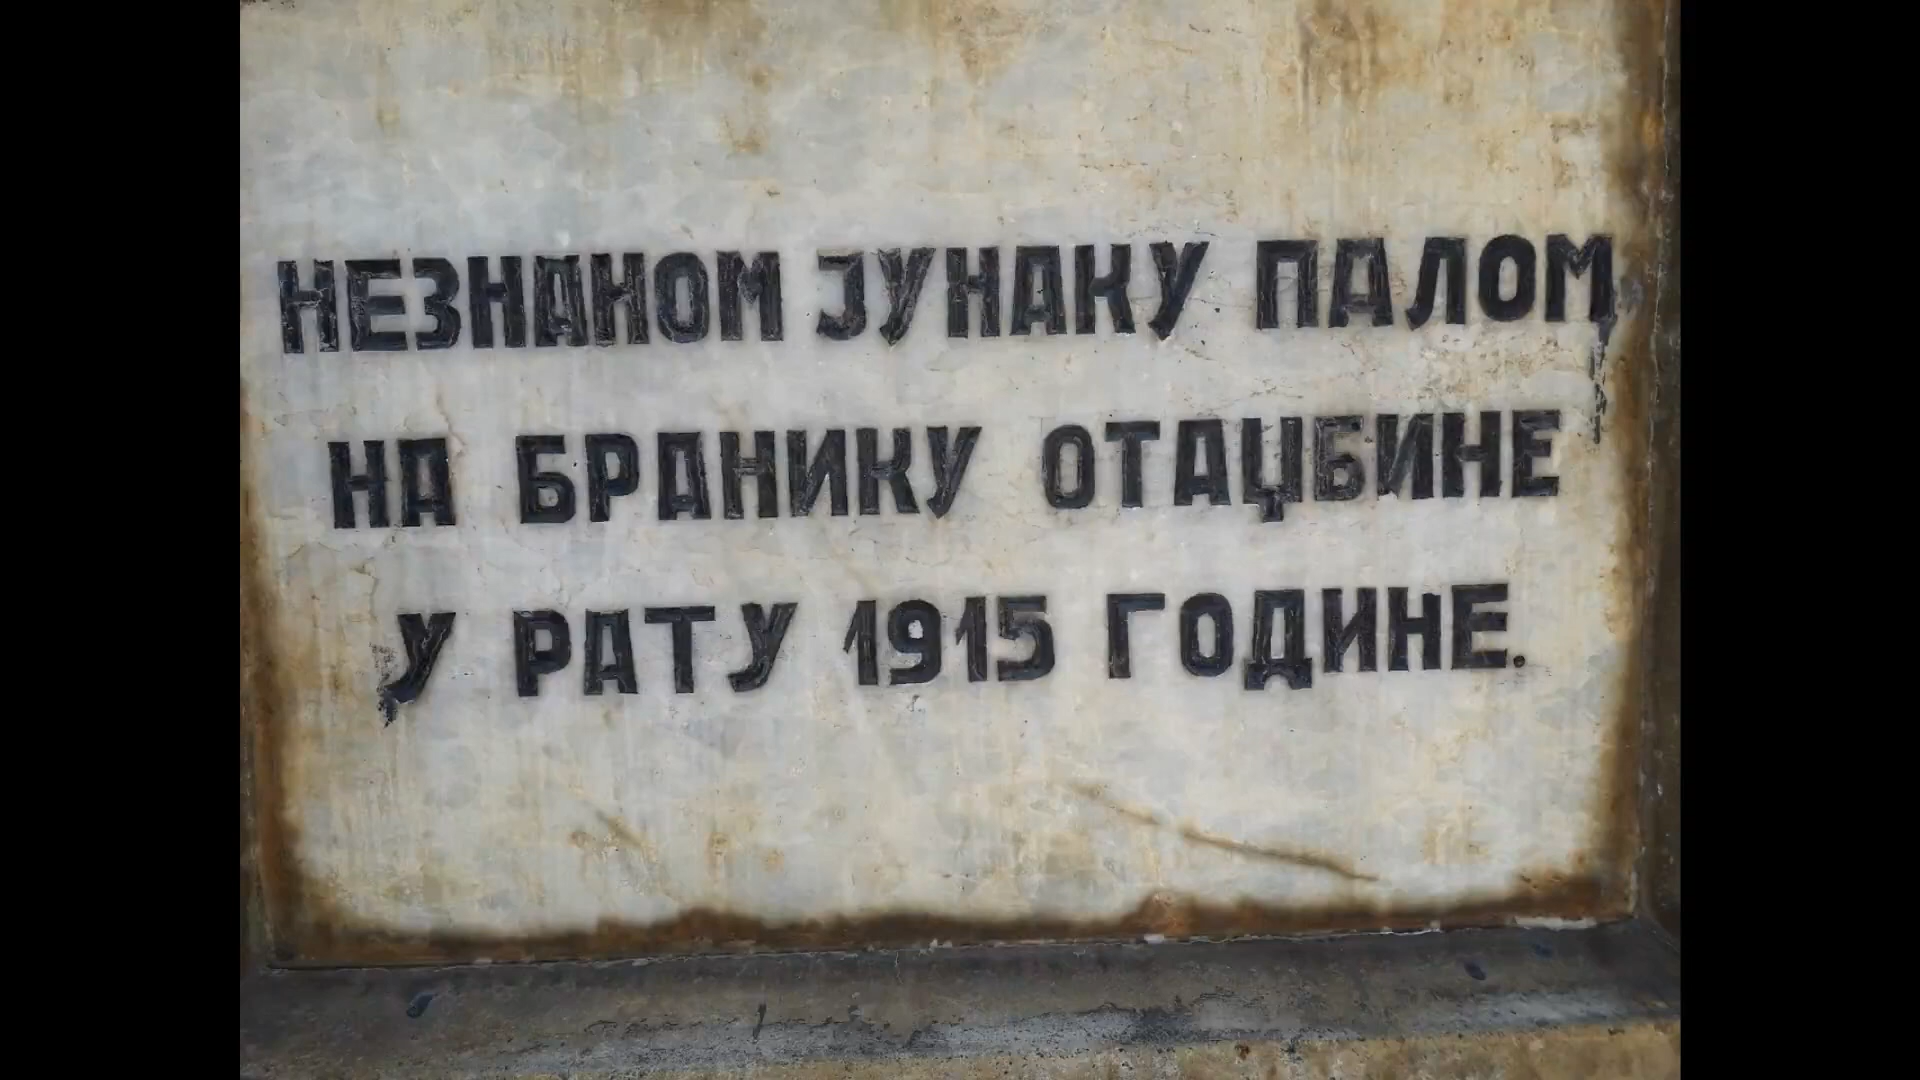 НЕЗНАНОМ ЈУНАКУ ПАЛОМ
НА БРАНИКУ ОТАЏБИНЕ
У РАТУ 1915 ГОДИНЕ.